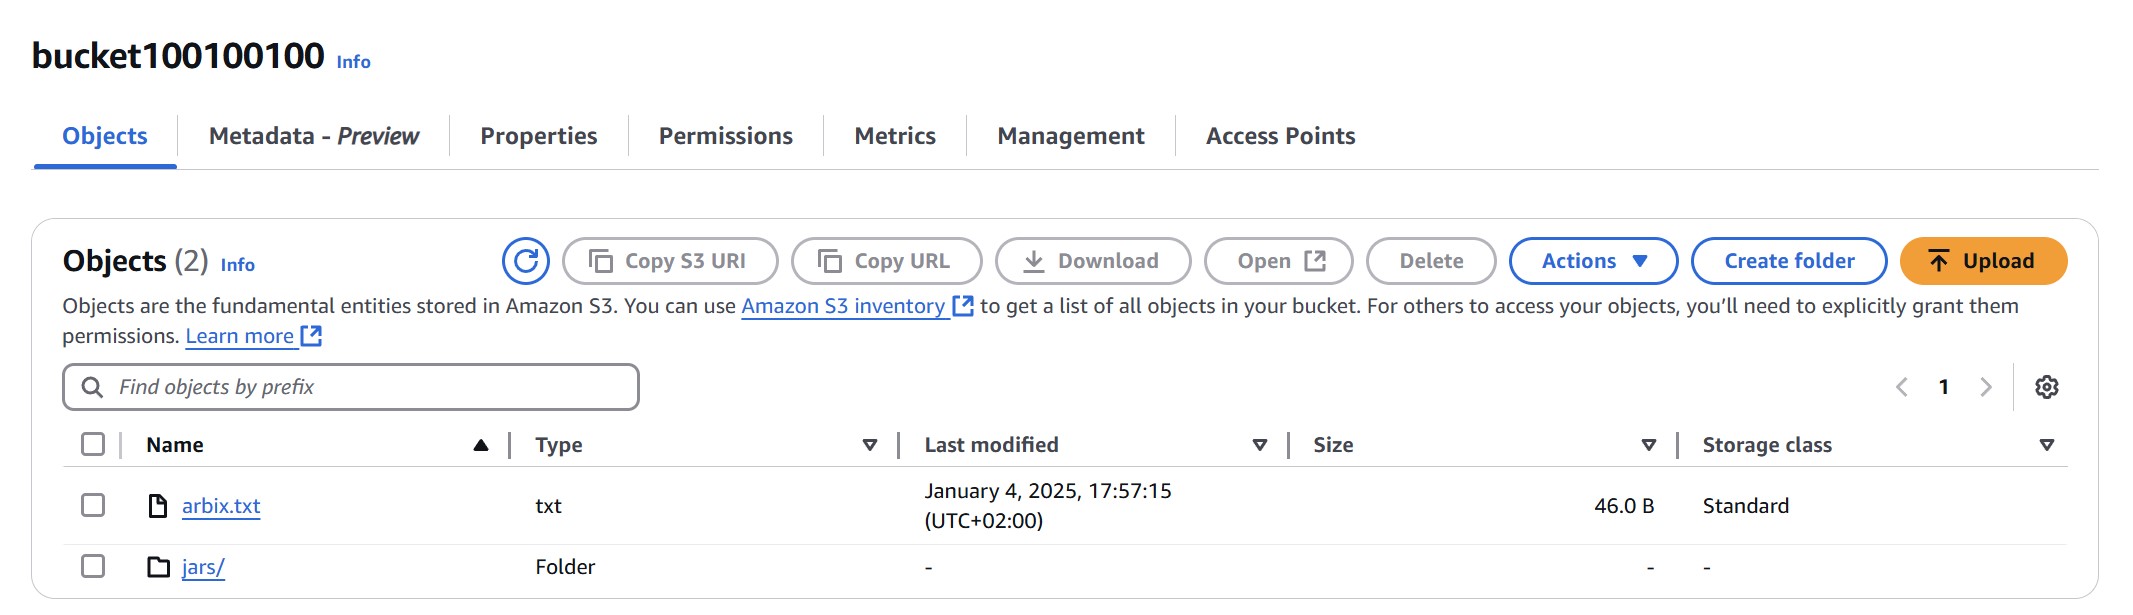 bucket100100100 Info
Objects Metadata - Preview Properties Permissions Metrics Management Access Points
Objects (2) Info Copy S3 URI Copy URL Download Open Delete Actions Create folder Upload
Objects are the fundamental entities stored in Amazon S3. You can use Amazon S3 inventory to get a list of all objects in your bucket. For others to access your objects, you’ll need to explicitly grant them
permissions. Learn more
Find objects by prefix 1
Name Type Last modified Size Storage class
arbix.txt txt January 4, 2025, 17:57:15 46.0 B Standard
(UTC+02:00)
jars/ Folder - - -